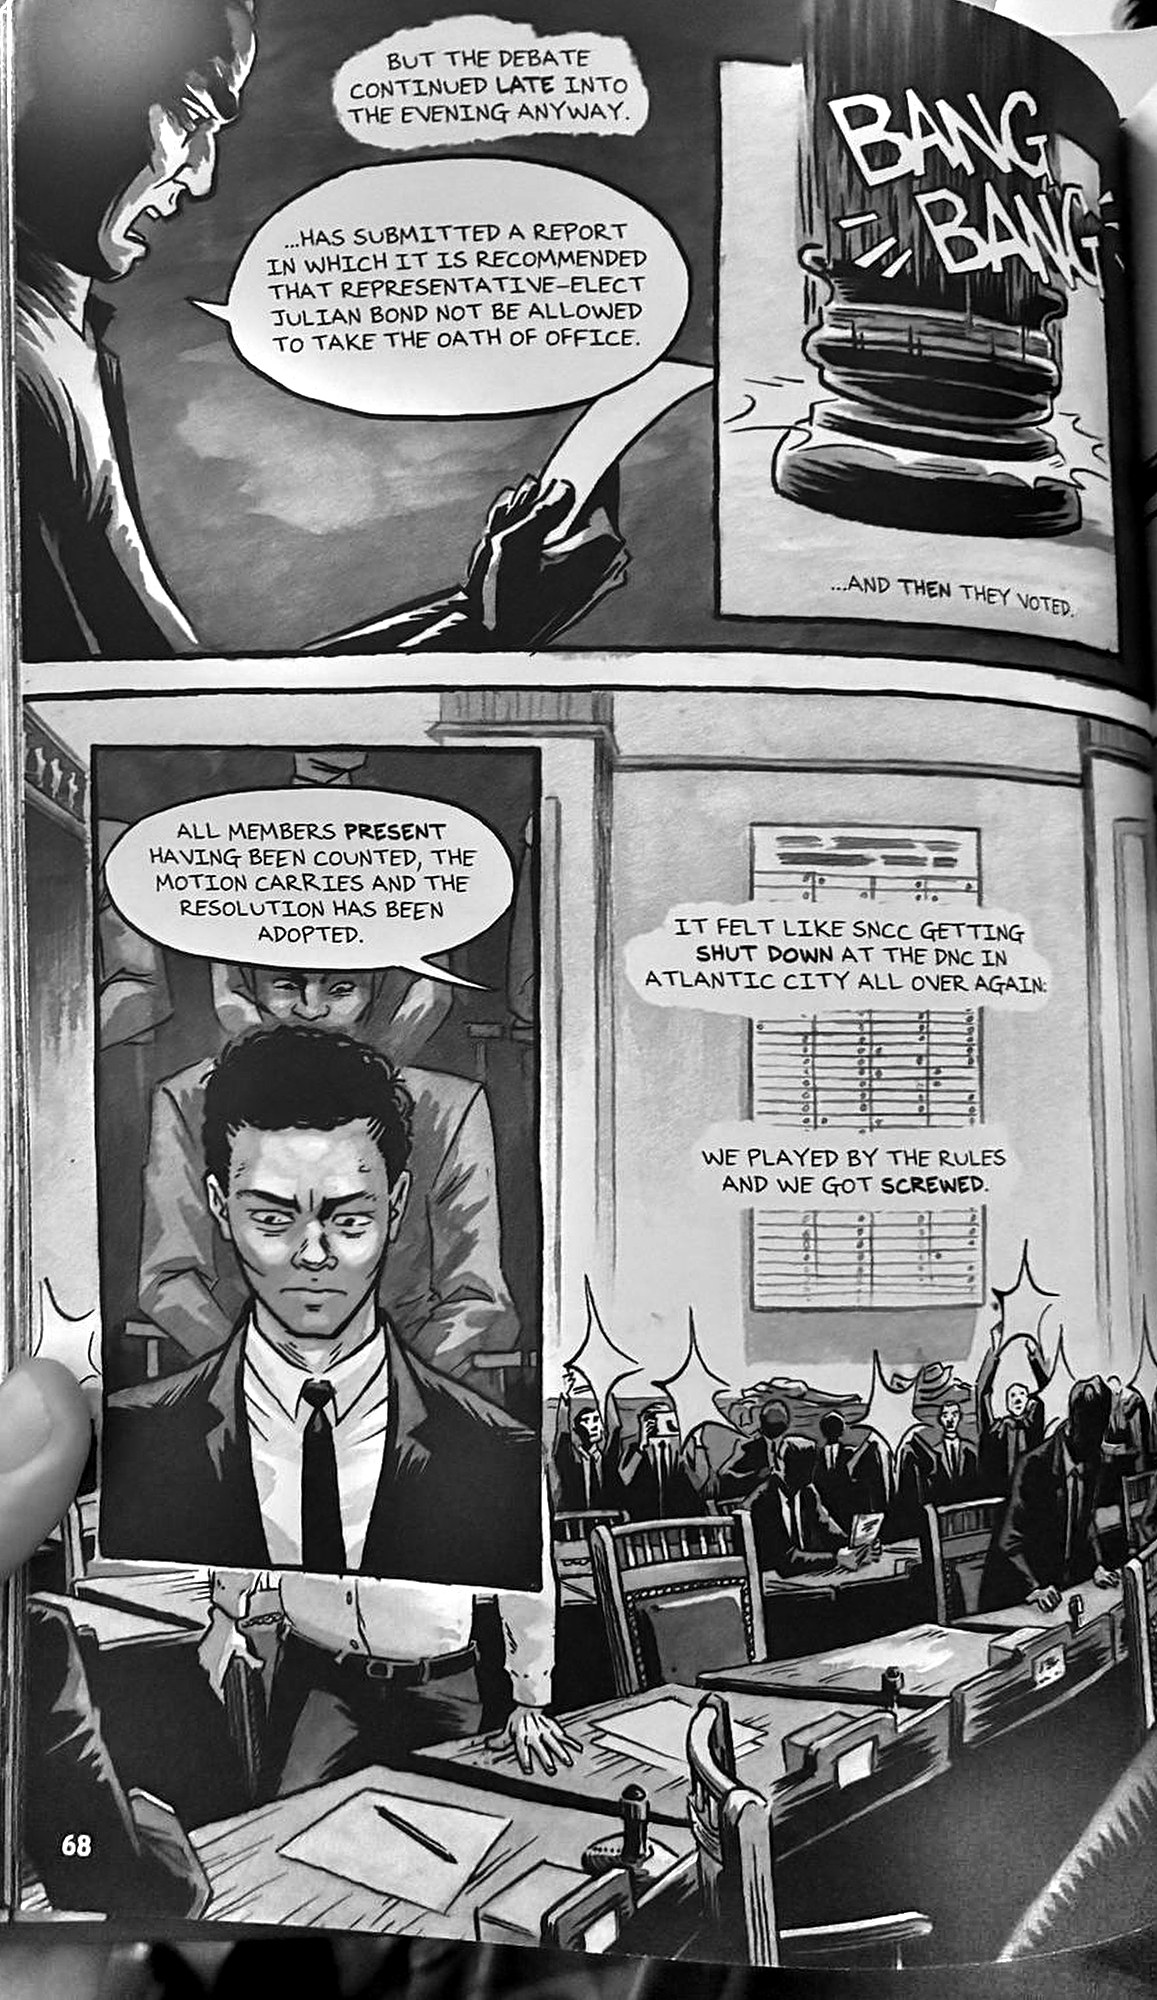 BUT THE DEBATE
CONTINUED LATE INTO
THE EVENING ANYWAY.
...HAS SUBMITTED A REPORT
IN WHICH IT IS RECOMMENDED
THAT REPRESENTATIVE-ELECT
JULIAN BOND NOT BE ALLOWED
TO TAKE THE OATH OF OFFICE.
BANG
BANG
...AND THEN THEY VOTED.
ALL MEMBERS PRESENT
HAVING BEEN COUNTED, THE
MOTION CARRIES AND THE
RESOLUTION HAS BEEN
ADOPTED.
IT FELT LIKE SNCC GETTING
SHUT DOWN AT THE DNC IN
ATLANTIC CITY ALL OVER AGAIN:
WE PLAYED BY THE RULES
AND WE GOT SCREWED.
68